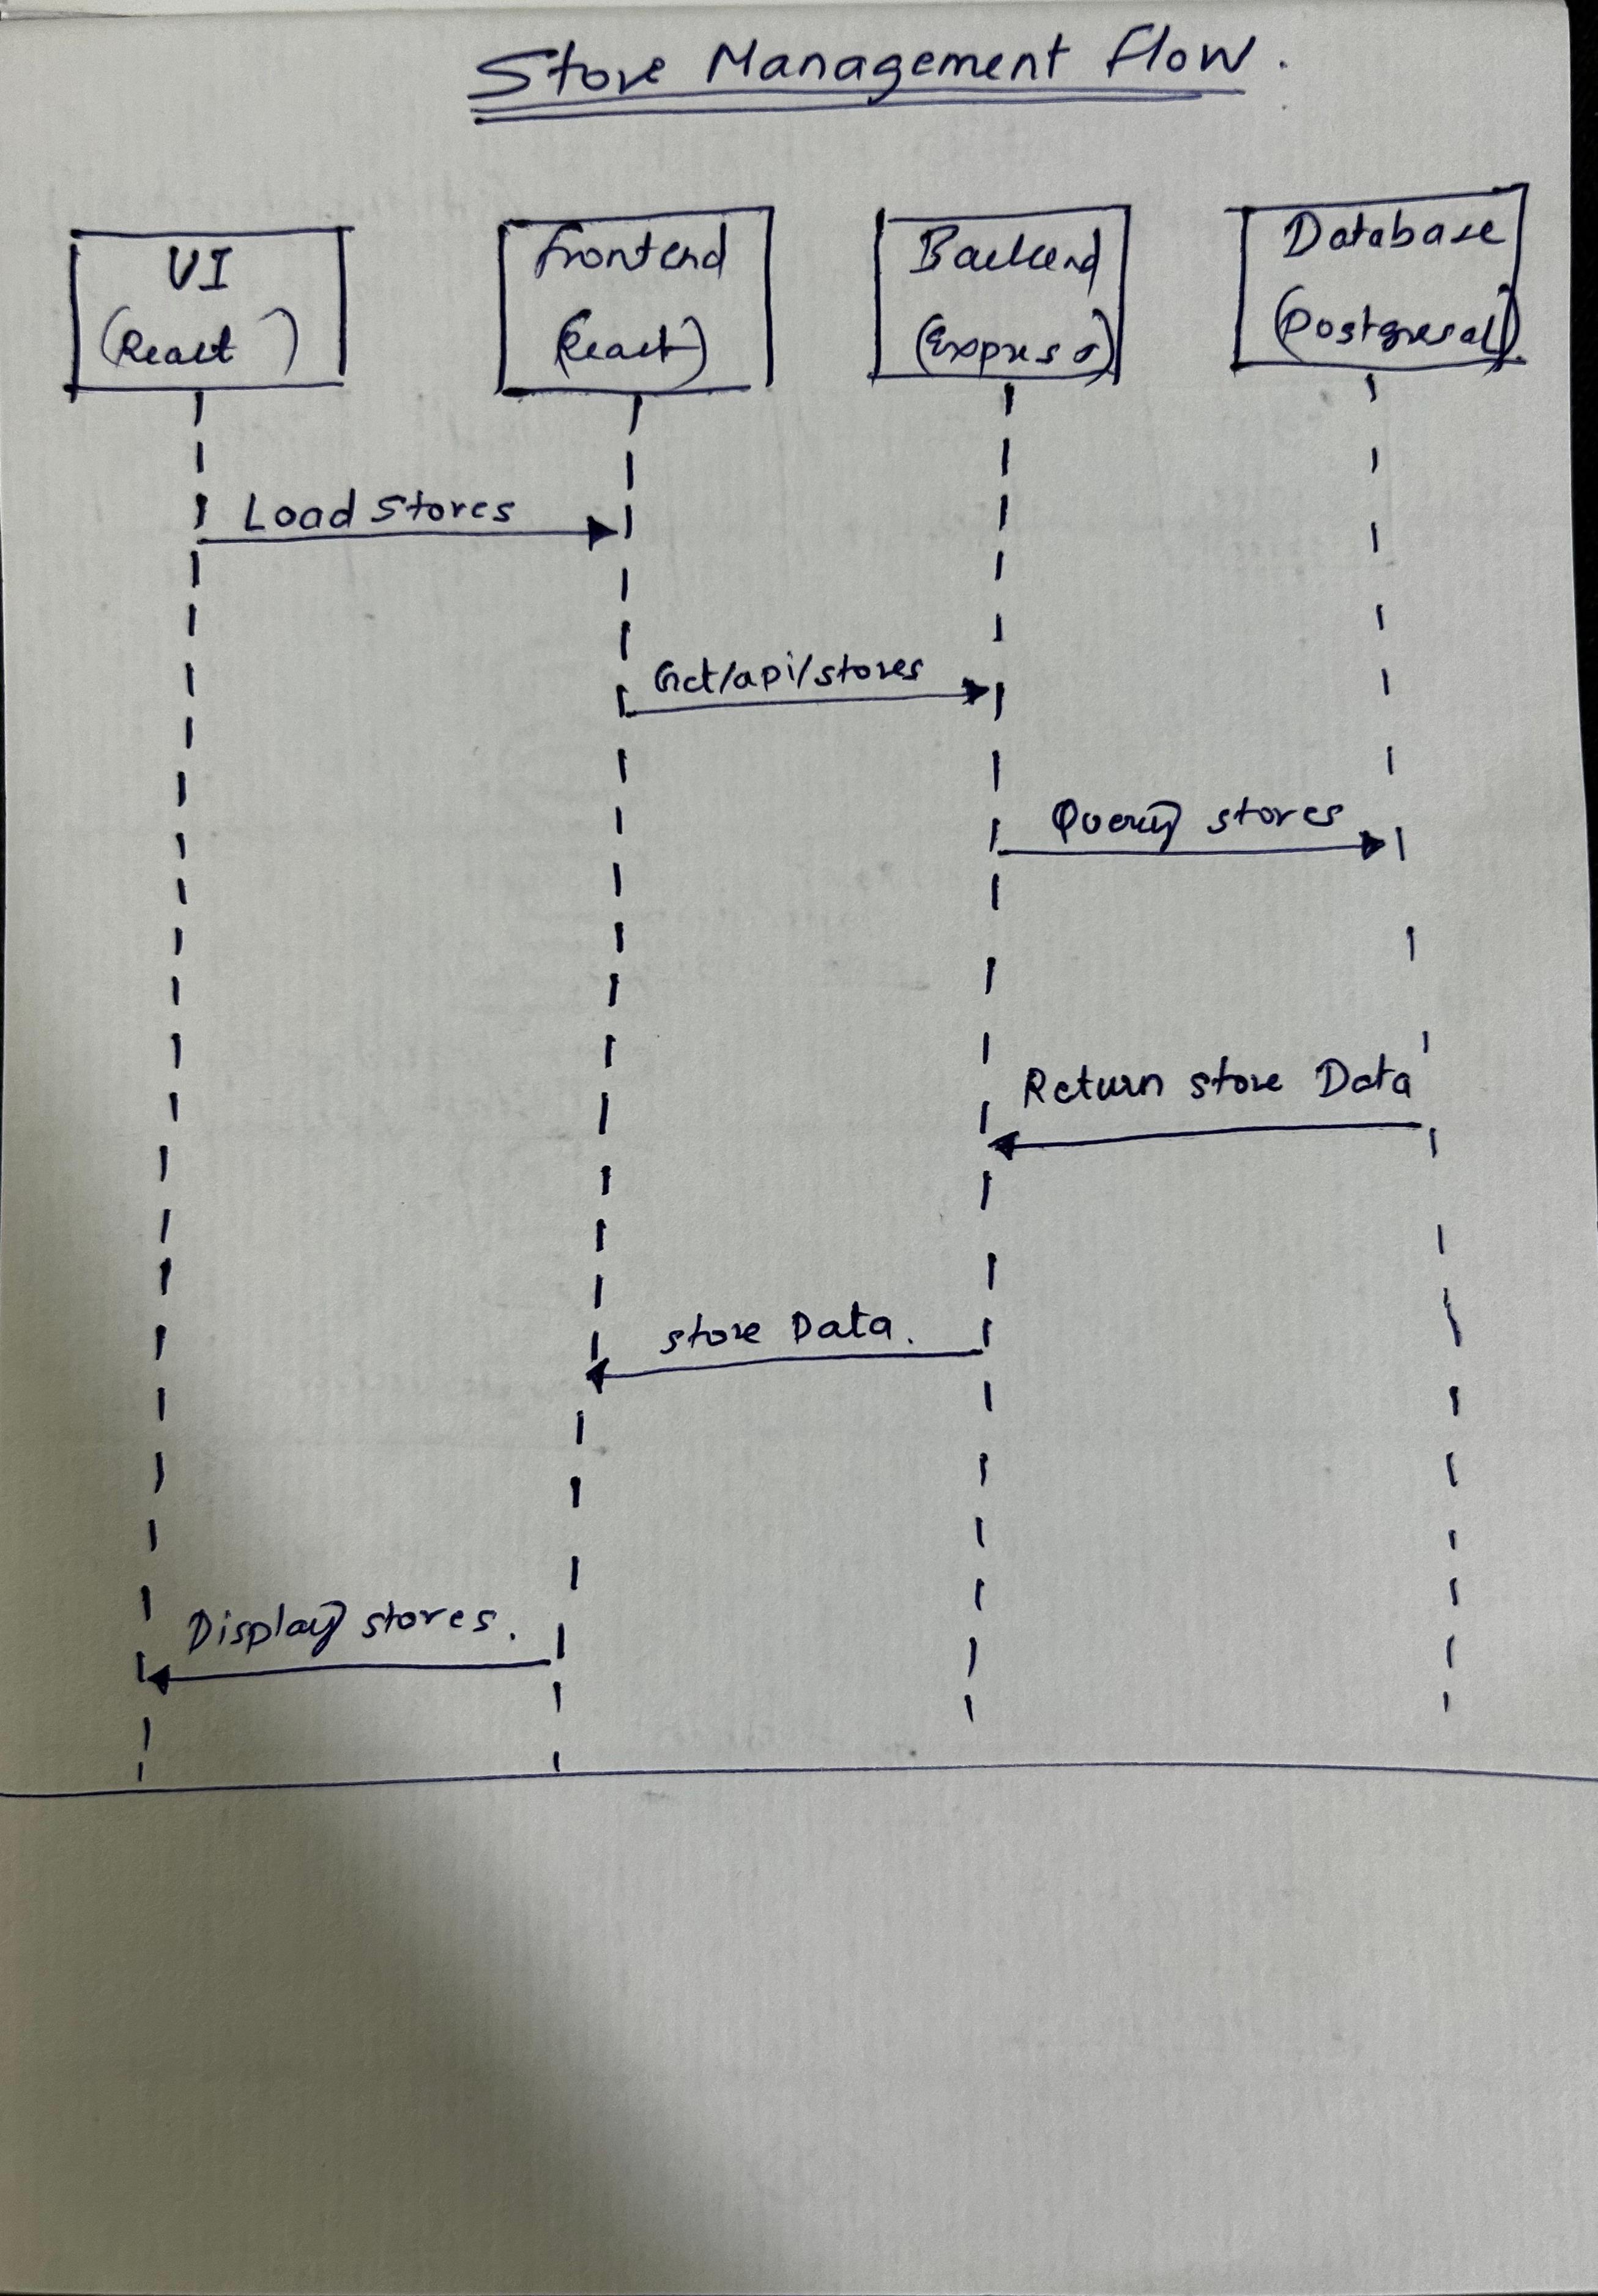 Store Management Flow.
UI
(React)
Frontend
(React)
Backend
(Express)
Database
(Postgresql)
Load Stores
Get/api/stores
Query stores
Return store Data
store Data.
Display stores.